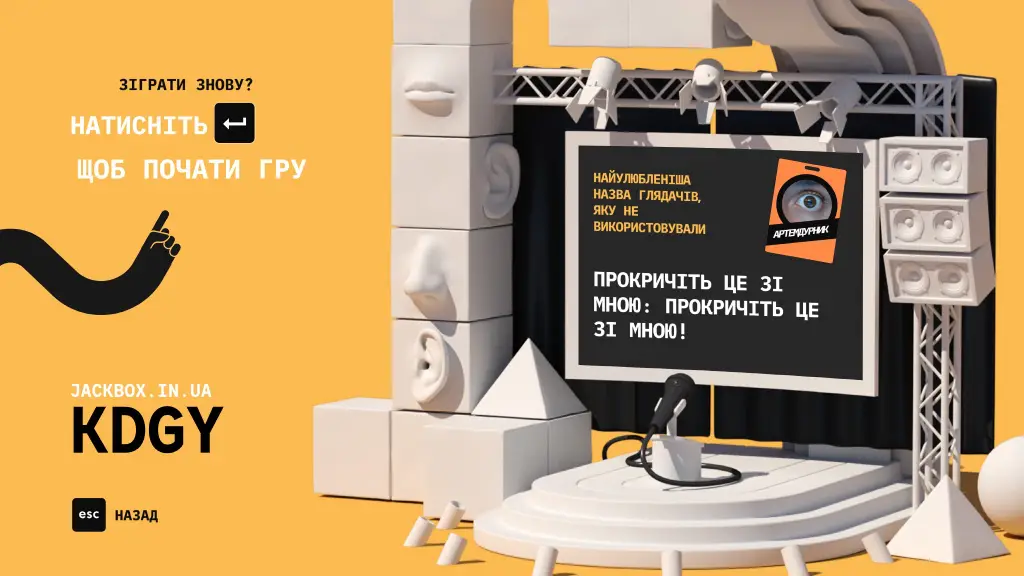 ЗІГРАТИ ЗНОВУ?
НАТИСНІТЬ
ЩОБ ПОЧАТИ ГРУ
JACKBOX.IN.UA
KDGY
esc НАЗАД
НАЙУЛЮБЛЕНІША
НАЗВА ГЛЯДАЧІВ,
ЯКУ НЕ
ВИКОРИСТОВУВАЛИ
АРТЕМДУРНИК
ПРОКРИЧІТЬ ЦЕ ЗІ
МНОЮ: ПРОКРИЧІТЬ ЦЕ
ЗІ МНОЮ!